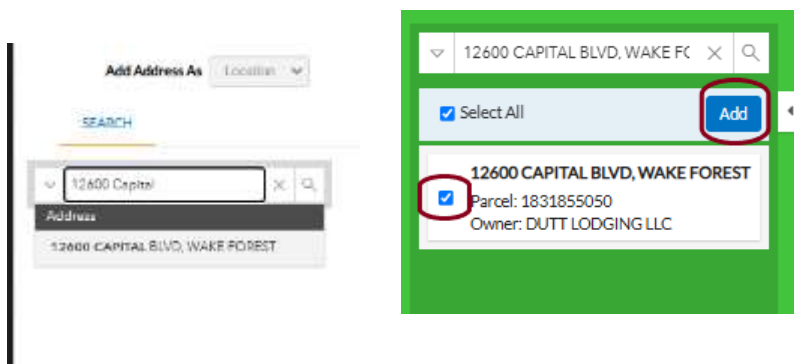 Add Address As Location
SEARCH
12600 Capital
Address
12600 CAPITAL BLVD, WAKE FOREST
12600 CAPITAL BLVD, WAKE FC
Select All
Add
12600 CAPITAL BLVD, WAKE FOREST
Parcel: 1831855050
Owner: DUTT LODGING LLC